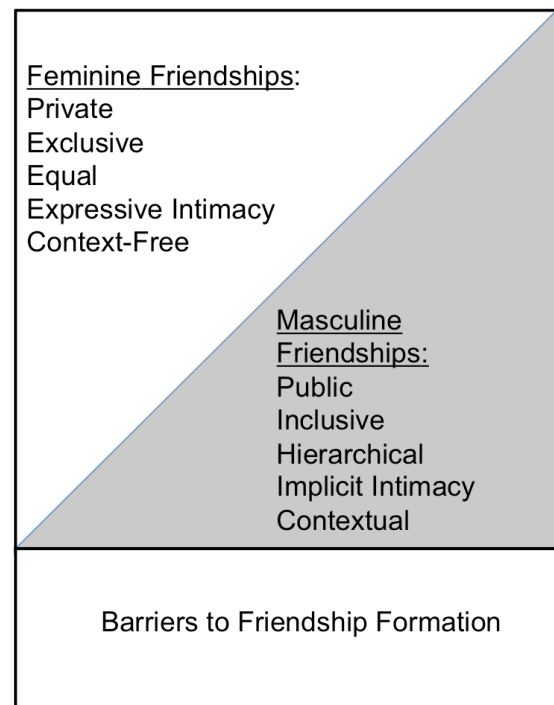 Feminine Friendships:
Private
Exclusive
Equal
Expressive Intimacy
Context-Free
Masculine
Friendships:
Public
Inclusive
Hierarchical
Implicit Intimacy
Contextual
Barriers to Friendship Formation